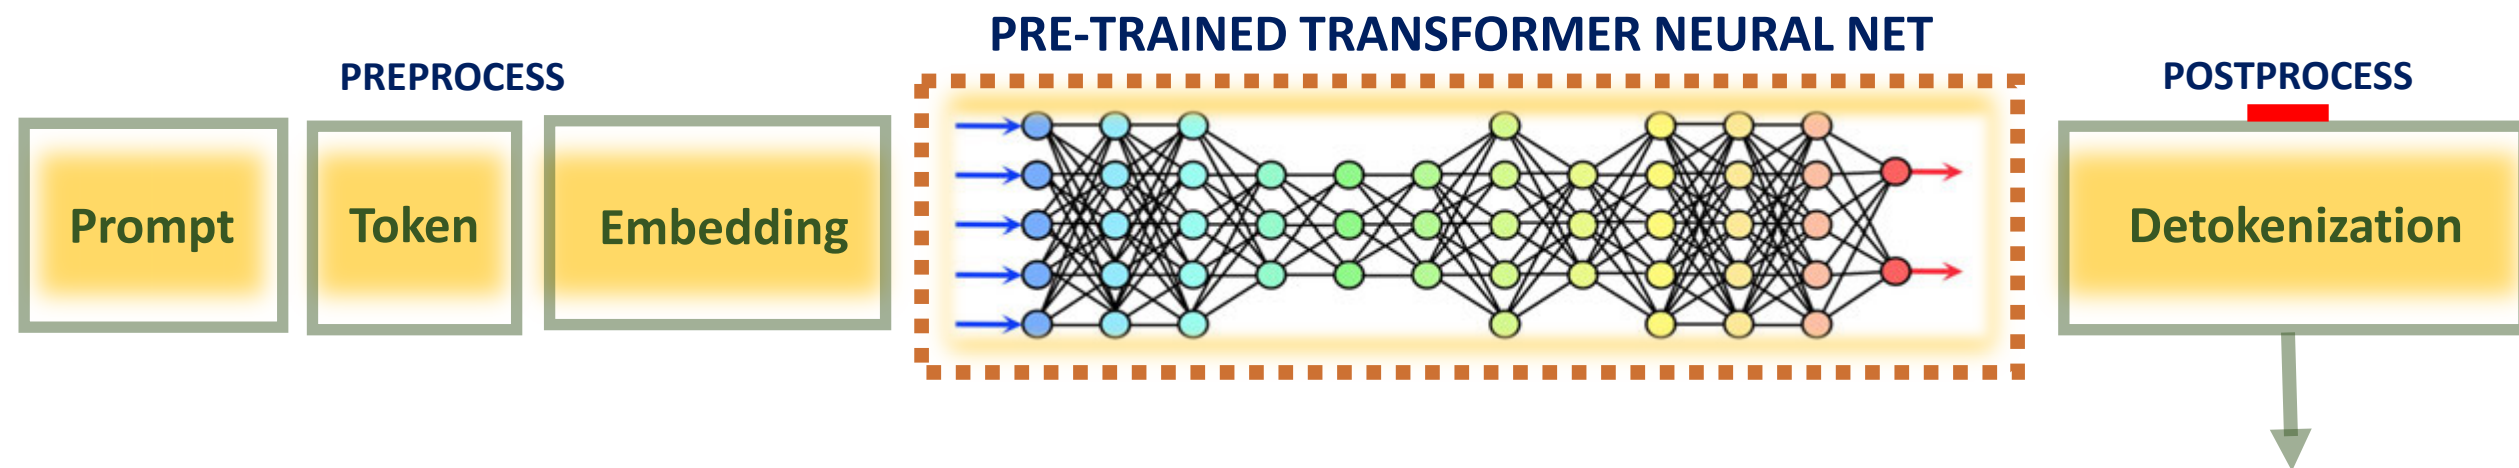 PRE-TRAINED TRANSFORMER NEURAL NET
PREPROCESS
POSTPROCESS
Prompt
Token
Embedding
Detokenization